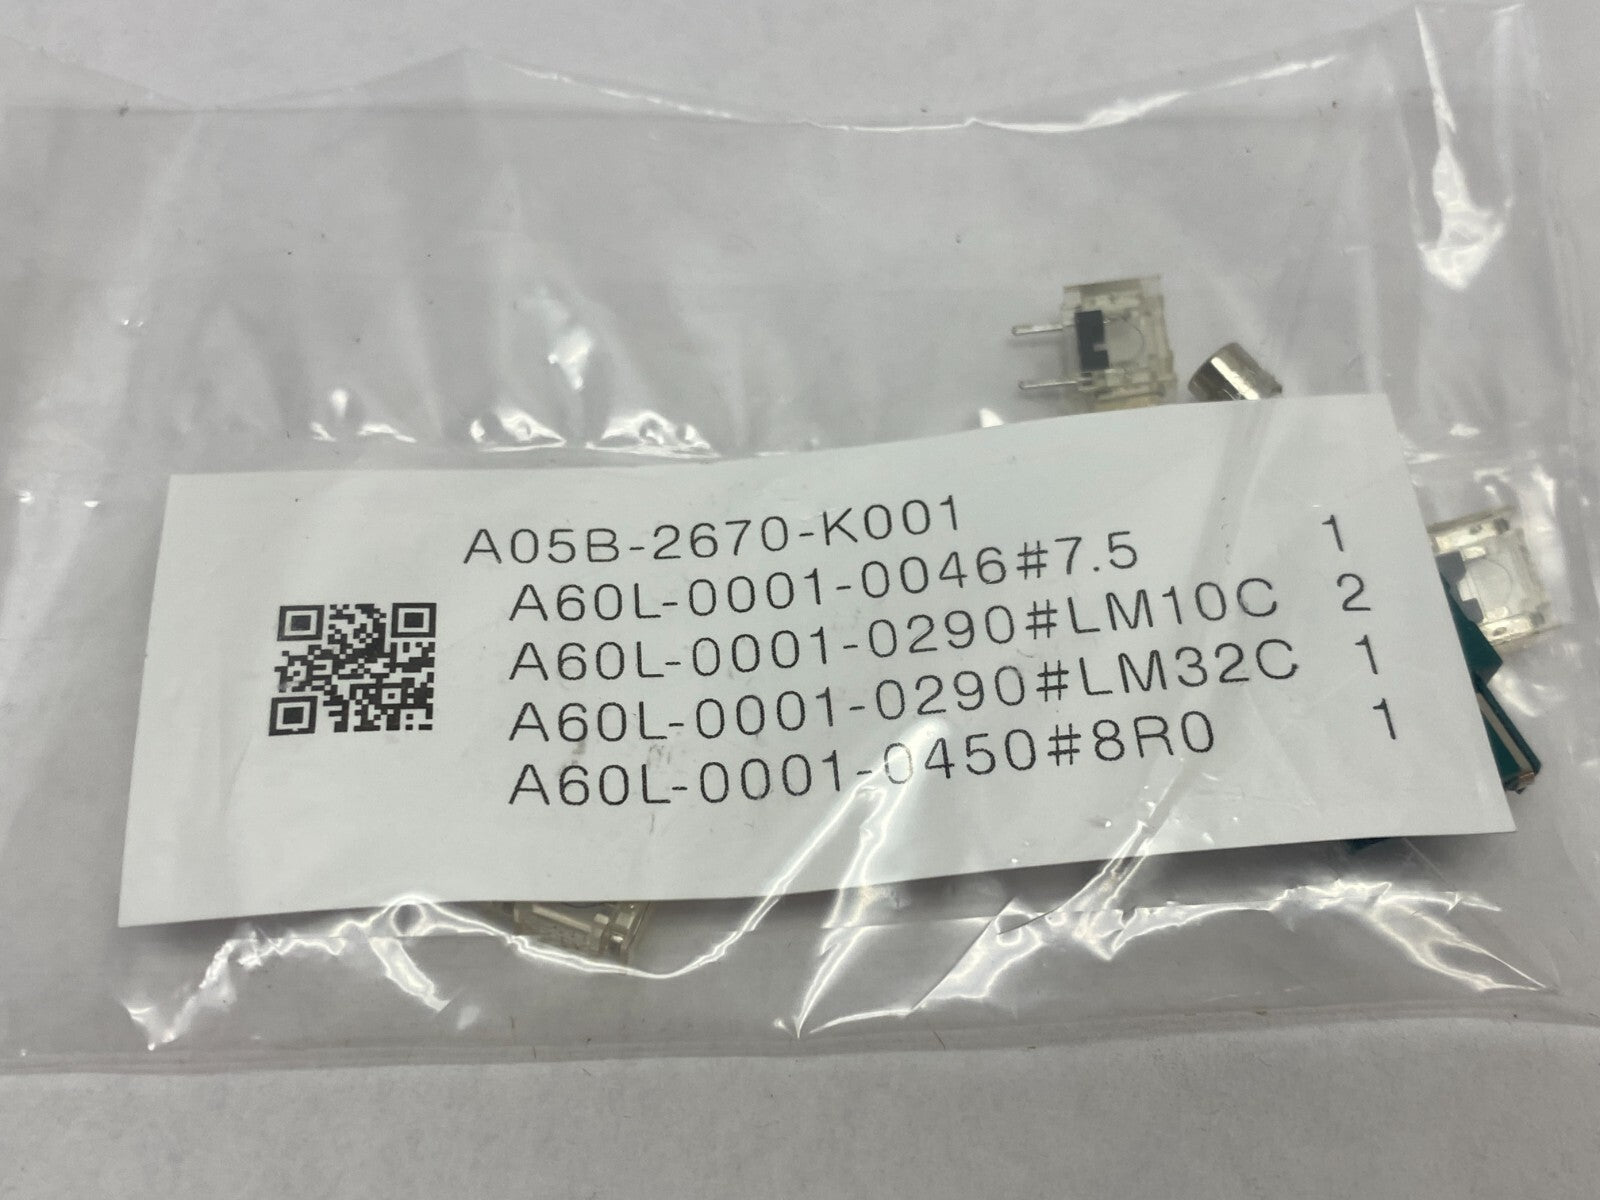 A05B-2670-K001
A60L-0001-0046#7.5 1
A60L-0001-0290#LM10C 2
A60L-0001-0290#LM32C 1
A60L-0001-0450#8R0 1